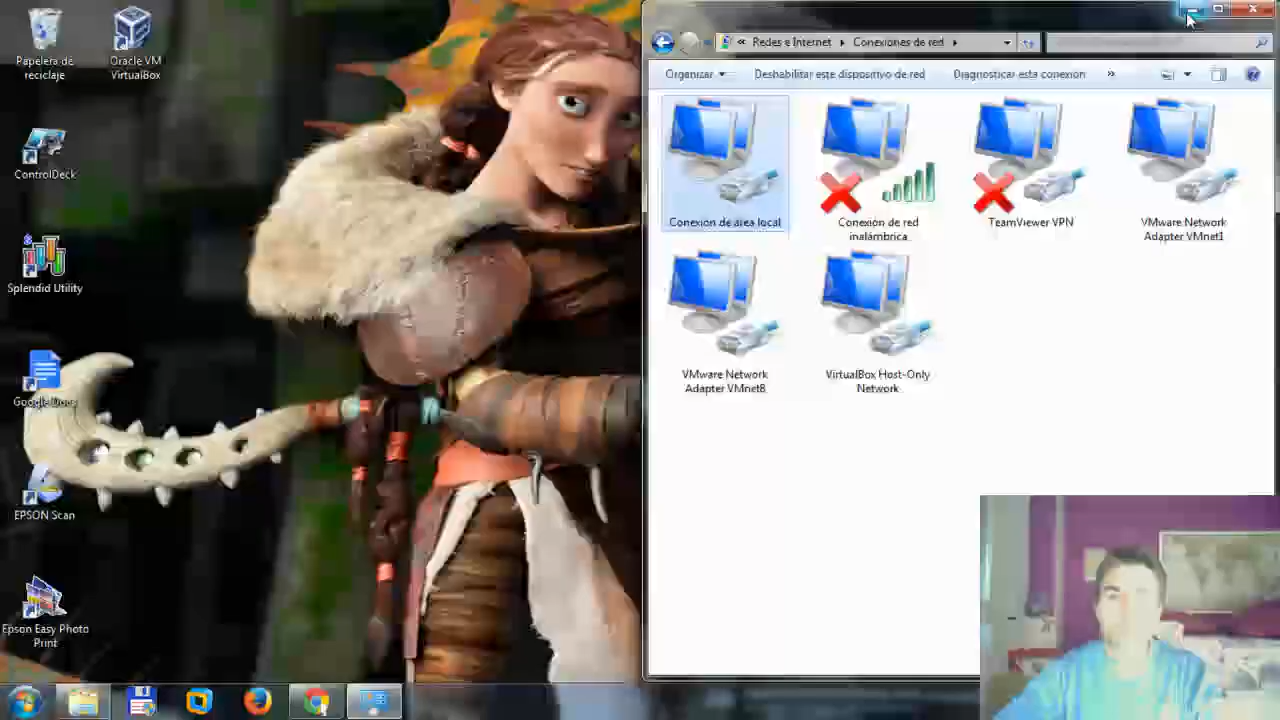 Papelera de
reciclaje
Oracle VM
VirtualBox
ControlDeck
Splendid Utility
Google Docs
EPSON Scan
Epson Easy Photo
Print
« Redes e Internet
Conexiones de red
Organizar
Deshabilitar este dispositivo de red
Diagnosticar esta conexión
»
Conexión de área local
Conexión de red
inalámbrica
TeamViewer VPN
VMware Network
Adapter VMnet1
VMware Network
Adapter VMnet8
VirtualBox Host-Only
Network